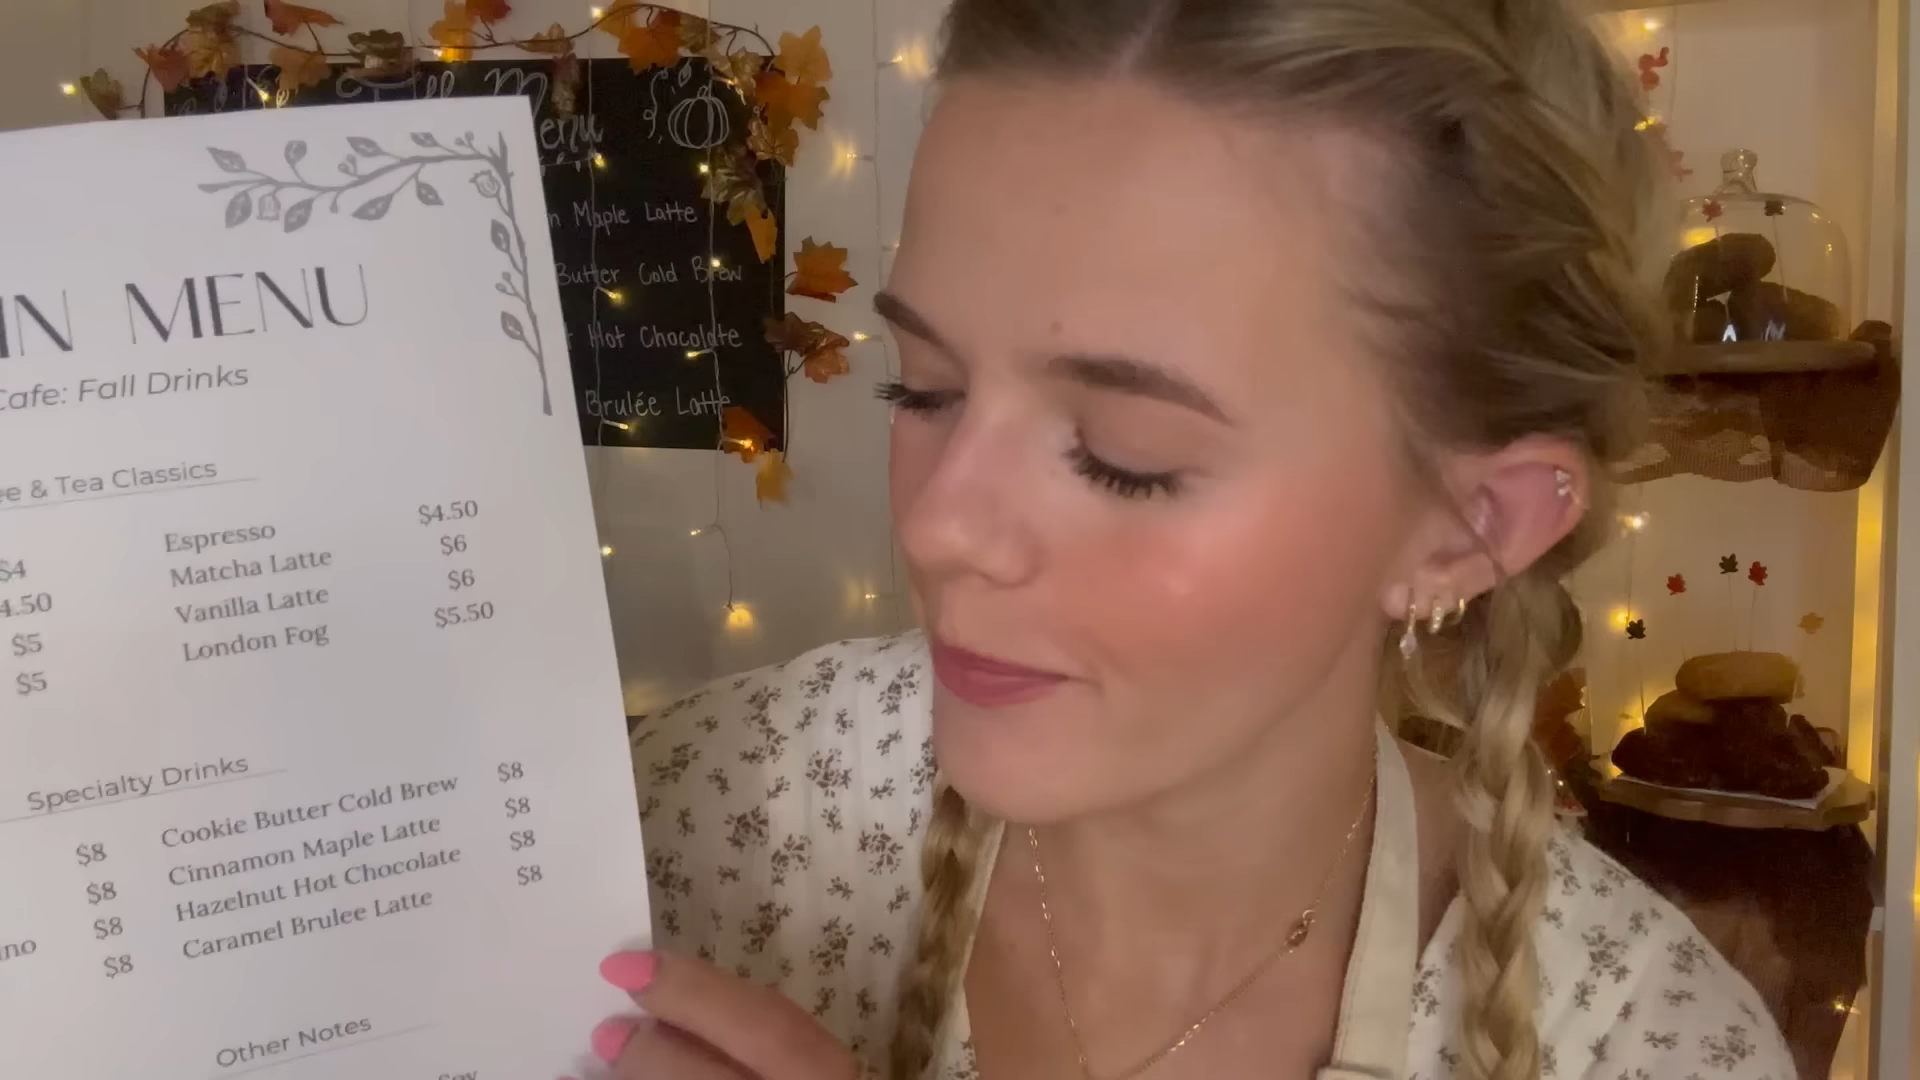 Fall Menu
Maple Latte
Butter Cold Brew
Hot Chocolate
Brulée Latte
IN MENU
Cafe: Fall Drinks
& Tea Classics
Espresso $4.50
$4 Matcha Latte $6
4.50 Vanilla Latte $6
$5 London Fog $5.50
$5
Specialty Drinks
$8 Cookie Butter Cold Brew $8
$8 Cinnamon Maple Latte $8
$8 Hazelnut Hot Chocolate $8
$8 Caramel Brulee Latte $8
Other Notes